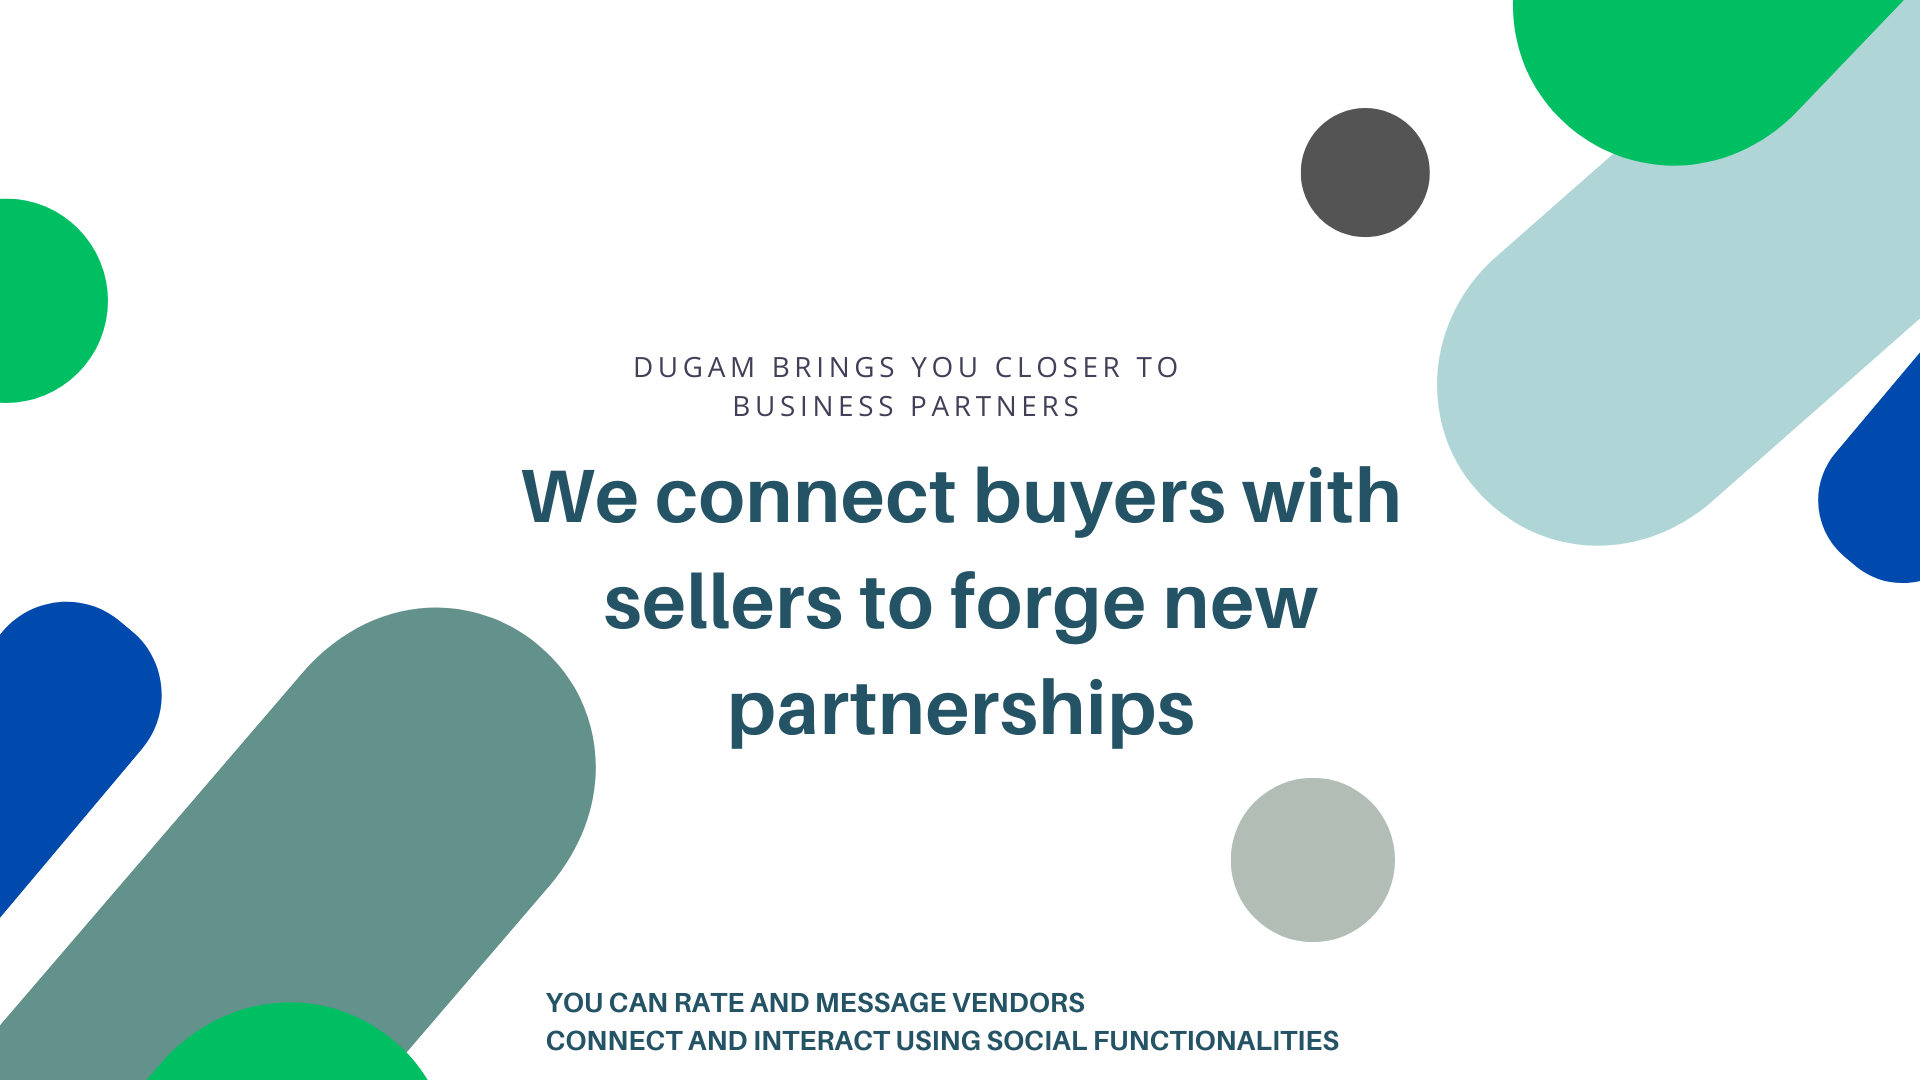 DUGAM BRINGS YOU CLOSER TO
BUSINESS PARTNERS
We connect buyers with
sellers to forge new
partnerships
YOU CAN RATE AND MESSAGE VENDORS
CONNECT AND INTERACT USING SOCIAL FUNCTIONALITIES